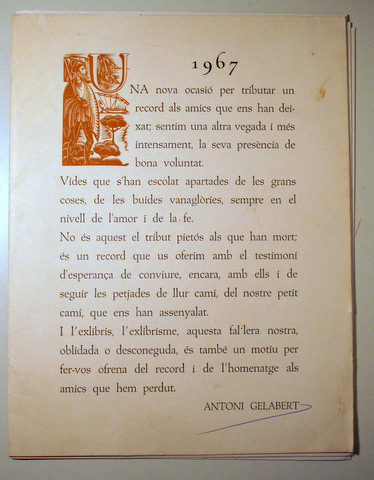 1967
UNA nova ocasió per tributar un
record als amics que ens han dei-
xat; sentim una altra vegada i més
intensament, la seva presència de
bona voluntat.
Vides que s'han escolat apartades de les grans
coses, de les buides vanaglòries, sempre en el
nivell de l'amor i de la fe.
No és aquest el tribut pietós als que han mort;
és un record que us oferim amb el testimoni
d'esperança de conviure, encara, amb ells i de
seguir les petjades de llur camí, del nostre petit
camí, que ens han assenyalat.
I l'exlibris, l'exlibrisme, aquesta fal·lera nostra,
oblidada o desconeguda, és també un motiu per
fer-vos ofrena del record i de l'homenatge als
amics que hem perdut.
ANTONI GELABERT